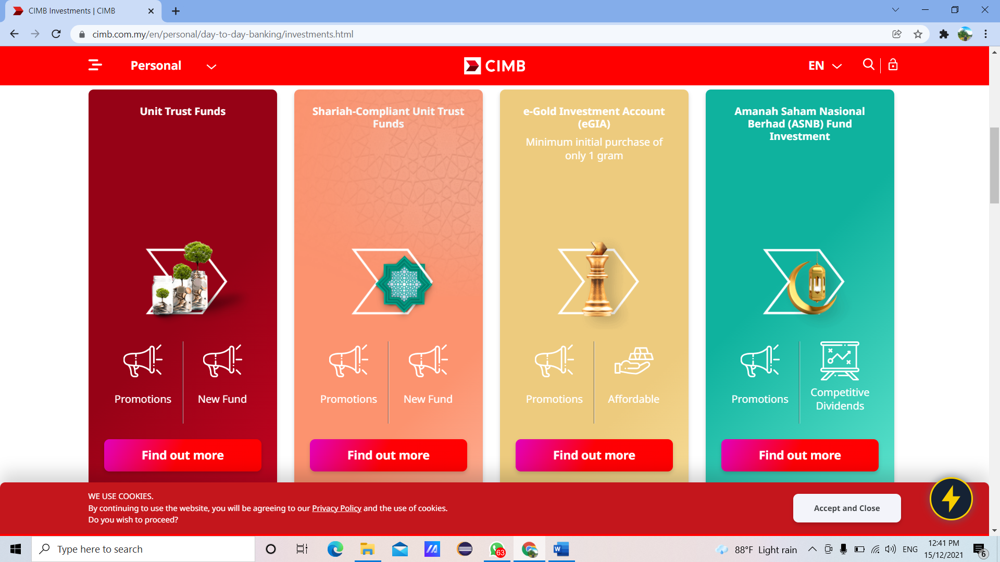 CIMB Investments | CIMB
cimb.com.my/en/personal/day-to-day-banking/investments.html
Personal
CIMB
EN
Unit Trust Funds
Promotions
New Fund
Find out more
Shariah-Compliant Unit Trust
Funds
Promotions
New Fund
Find out more
e-Gold Investment Account
(eGIA)
Minimum initial purchase of
only 1 gram
Promotions
Affordable
Find out more
Amanah Saham Nasional
Berhad (ASNB) Fund
Investment
Promotions
Competitive
Dividends
Find out more
WE USE COOKIES.
By continuing to use the website, you will be agreeing to our Privacy Policy and the use of cookies.
Do you wish to proceed?
Accept and Close
Type here to search
63
W
88°F Light rain
ENG
12:41 PM
15/12/2021
6